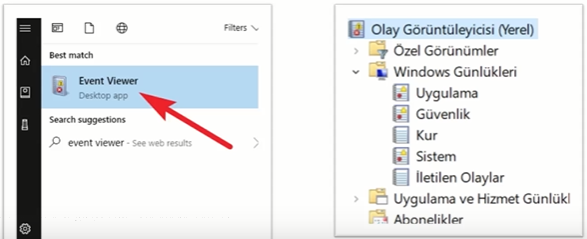 Filters
Best match
Event Viewer
Desktop app
Search suggestions
event viewer - See web results
Olay Görüntüleyicisi (Yerel)
Özel Görünümler
Windows Günlükleri
Uygulama
Güvenlik
Kur
Sistem
İletilen Olaylar
Uygulama ve Hizmet Günlükl
Abonelikler